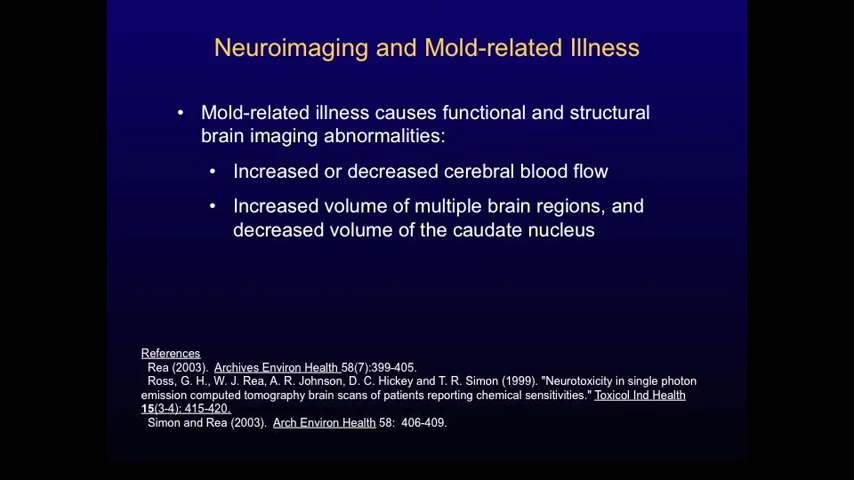 Neuroimaging and Mold-related Illness
• Mold-related illness causes functional and structural
brain imaging abnormalities:
• Increased or decreased cerebral blood flow
• Increased volume of multiple brain regions, and
decreased volume of the caudate nucleus
References
Rea (2003). Archives Environ Health 58(7):399-405.
Ross, G. H., W. J. Rea, A. R. Johnson, D. C. Hickey and T. R. Simon (1999). "Neurotoxicity in single photon
emission computed tomography brain scans of patients reporting chemical sensitivities." Toxicol Ind Health
15(3-4): 415-420.
Simon and Rea (2003). Arch Environ Health 58: 406-409.